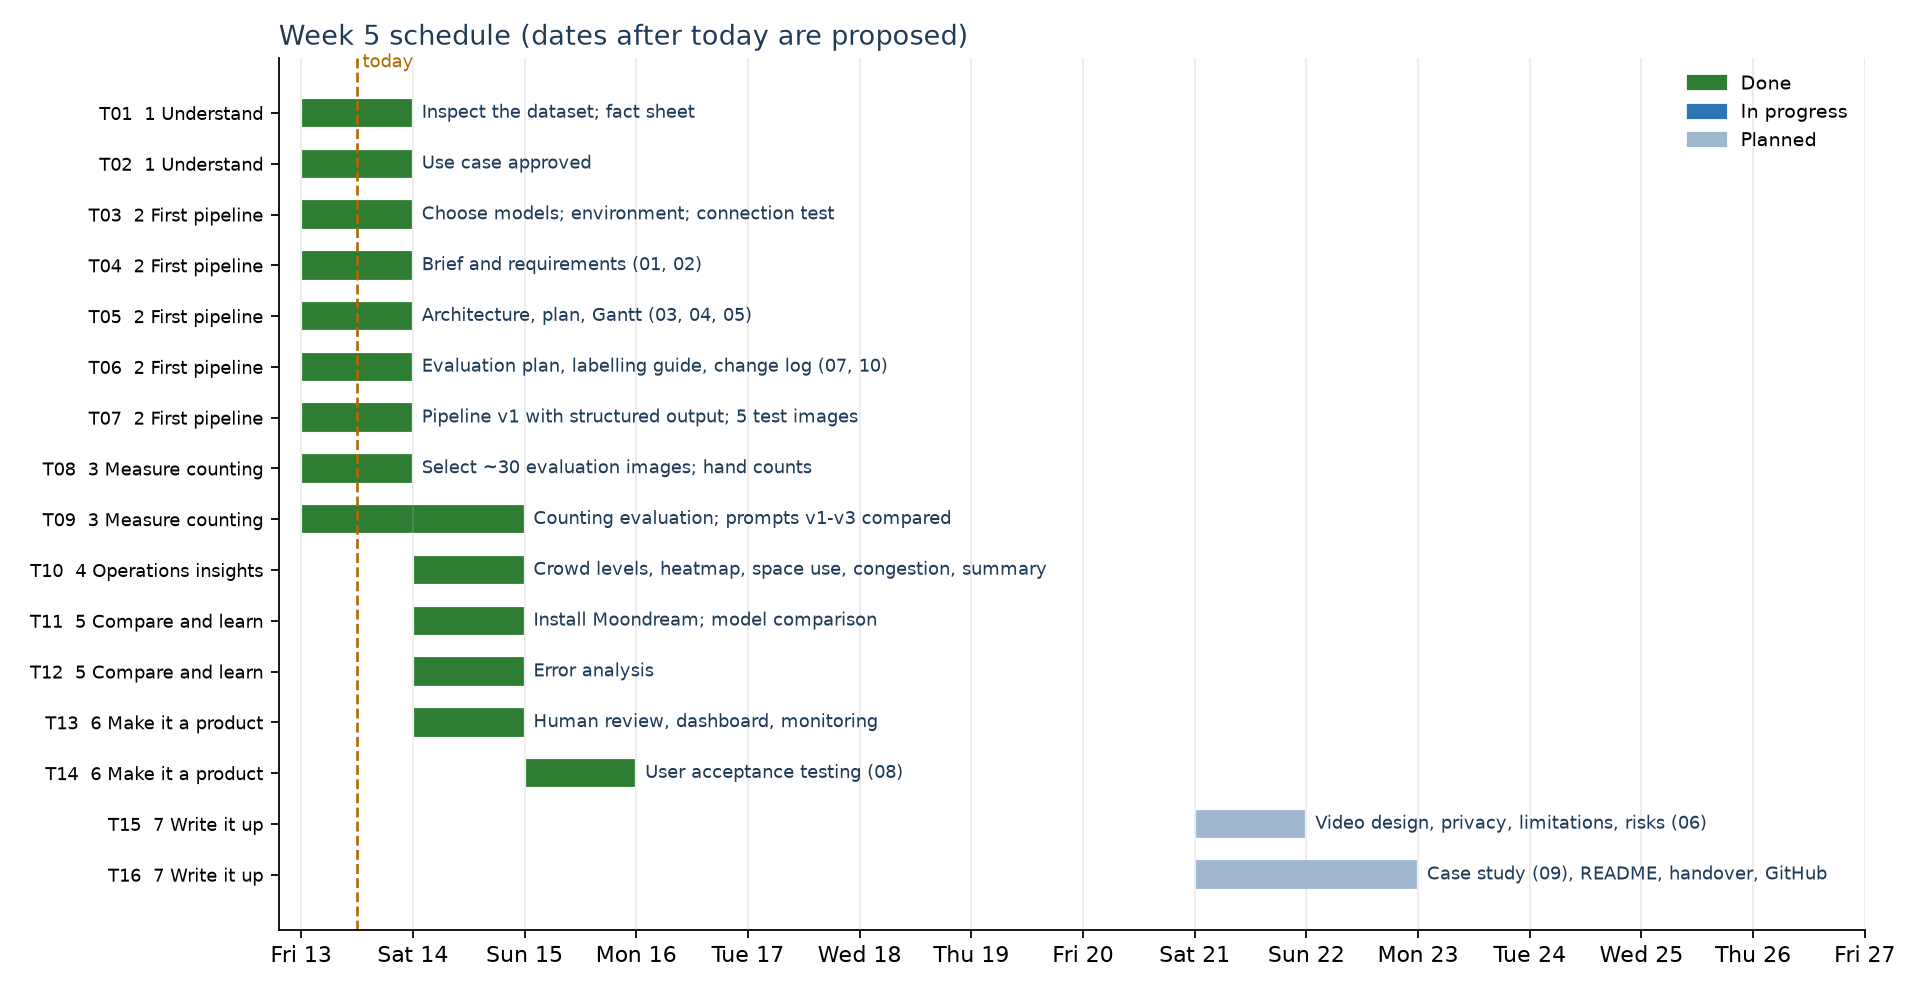 Week 5 schedule (dates after today are proposed)
today
Done
In progress
Planned
T01 1 Understand Inspect the dataset; fact sheet
T02 1 Understand Use case approved
T03 2 First pipeline Choose models; environment; connection test
T04 2 First pipeline Brief and requirements (01, 02)
T05 2 First pipeline Architecture, plan, Gantt (03, 04, 05)
T06 2 First pipeline Evaluation plan, labelling guide, change log (07, 10)
T07 2 First pipeline Pipeline v1 with structured output; 5 test images
T08 3 Measure counting Select ~30 evaluation images; hand counts
T09 3 Measure counting Counting evaluation; prompts v1-v3 compared
T10 4 Operations insights Crowd levels, heatmap, space use, congestion, summary
T11 5 Compare and learn Install Moondream; model comparison
T12 5 Compare and learn Error analysis
T13 6 Make it a product Human review, dashboard, monitoring
T14 6 Make it a product User acceptance testing (08)
T15 7 Write it up Video design, privacy, limitations, risks (06)
T16 7 Write it up Case study (09), README, handover, GitHub
Fri 13 Sat 14 Sun 15 Mon 16 Tue 17 Wed 18 Thu 19 Fri 20 Sat 21 Sun 22 Mon 23 Tue 24 Wed 25 Thu 26 Fri 27